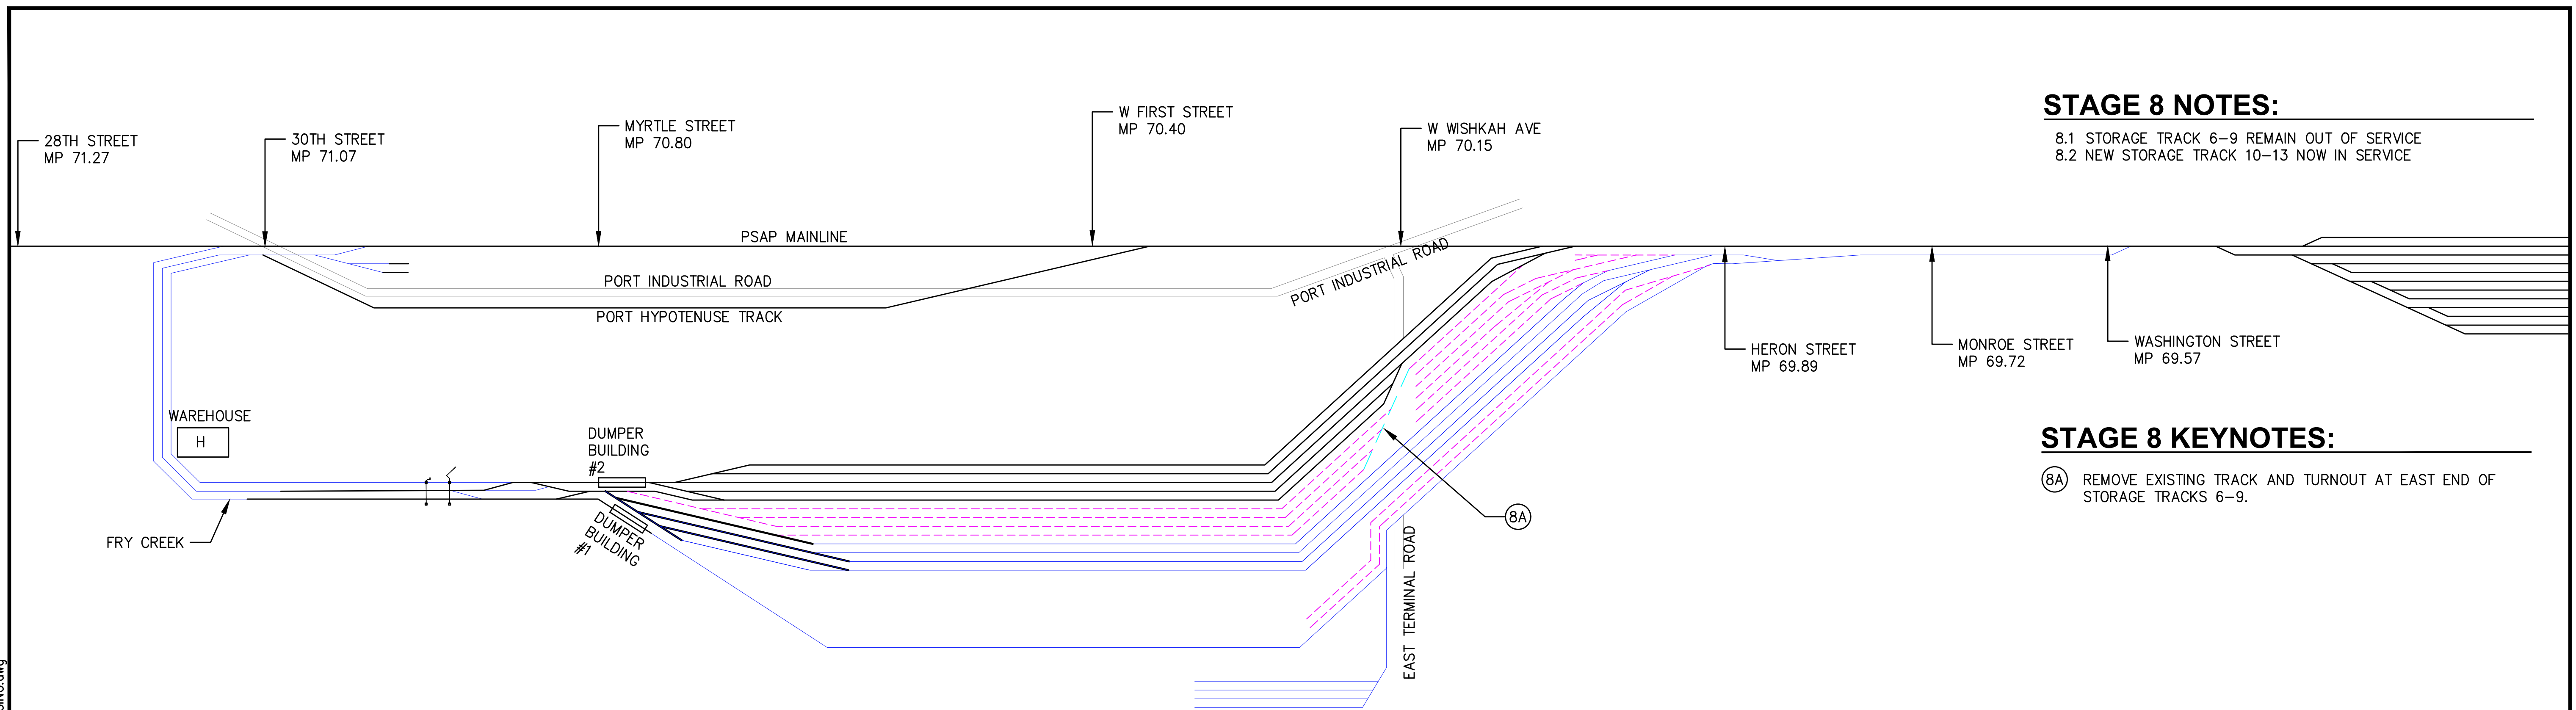 STAGE 8 NOTES:
8.1 STORAGE TRACK 6-9 REMAIN OUT OF SERVICE
8.2 NEW STORAGE TRACK 10-13 NOW IN SERVICE
28TH STREET
MP 71.27
30TH STREET
MP 71.07
MYRTLE STREET
MP 70.80
W FIRST STREET
MP 70.40
W WISHKAH AVE
MP 70.15
PSAP MAINLINE
PORT INDUSTRIAL ROAD
PORT INDUSTRIAL ROAD
PORT HYPOTENUSE TRACK
HERON STREET
MP 69.89
MONROE STREET
MP 69.72
WASHINGTON STREET
MP 69.57
WAREHOUSE
H
DUMPER
BUILDING
#2
DUMPER
BUILDING
#1
FRY CREEK
8A
EAST TERMINAL ROAD
STAGE 8 KEYNOTES:
8A REMOVE EXISTING TRACK AND TURNOUT AT EAST END OF
STORAGE TRACKS 6-9.